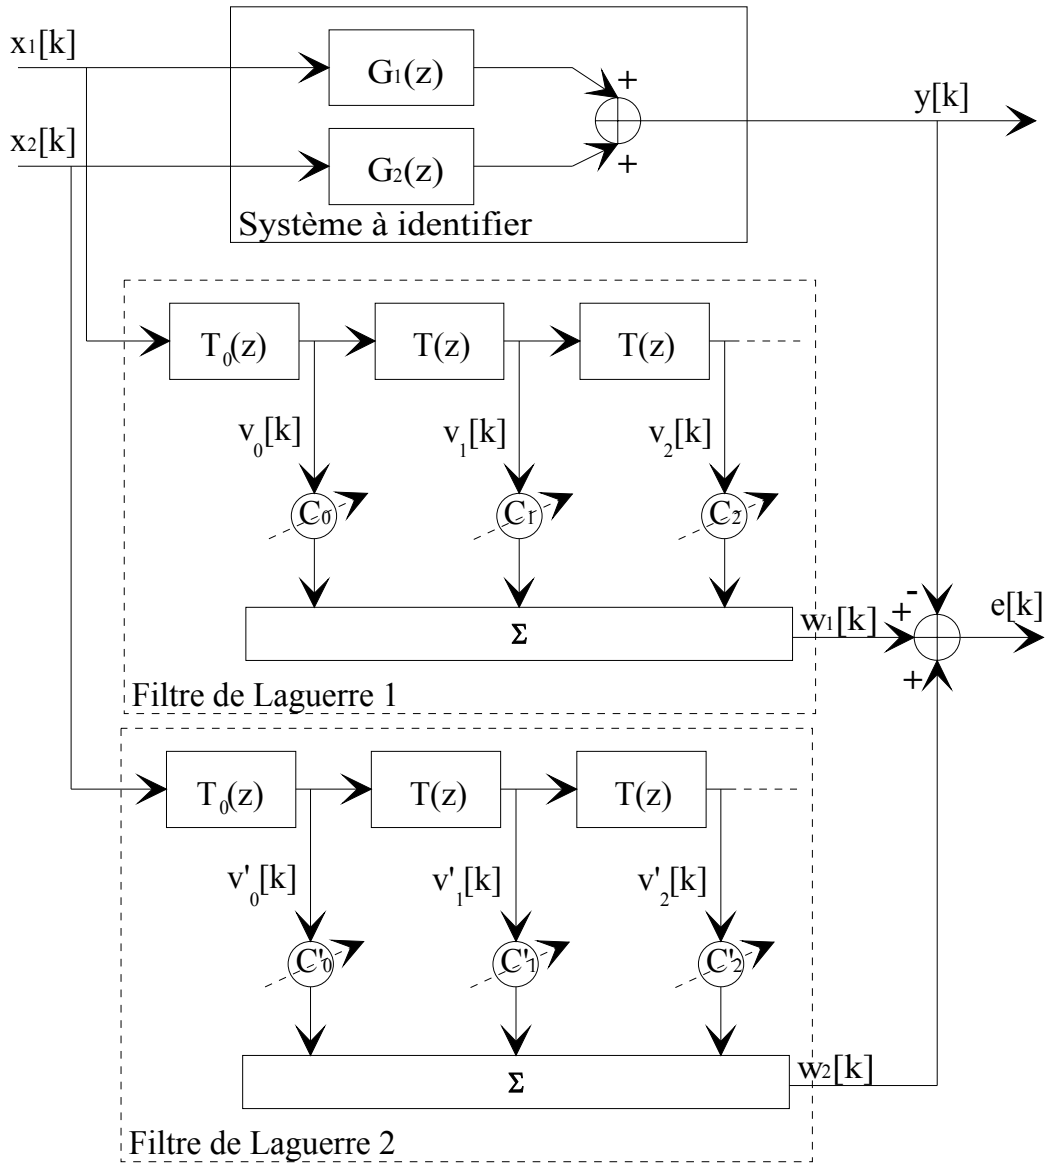 x1[k]
G1(z)
+
y[k]
x2[k]
G2(z)
+
Système à identifier
T0(z)
T(z)
T(z)
v0[k]
v1[k]
v2[k]
C0
C1
C2
Σ
w1[k]
+
-
e[k]
+
Filtre de Laguerre 1
T0(z)
T(z)
T(z)
v'0[k]
v'1[k]
v'2[k]
C'0
C'1
C'2
Σ
w2[k]
Filtre de Laguerre 2